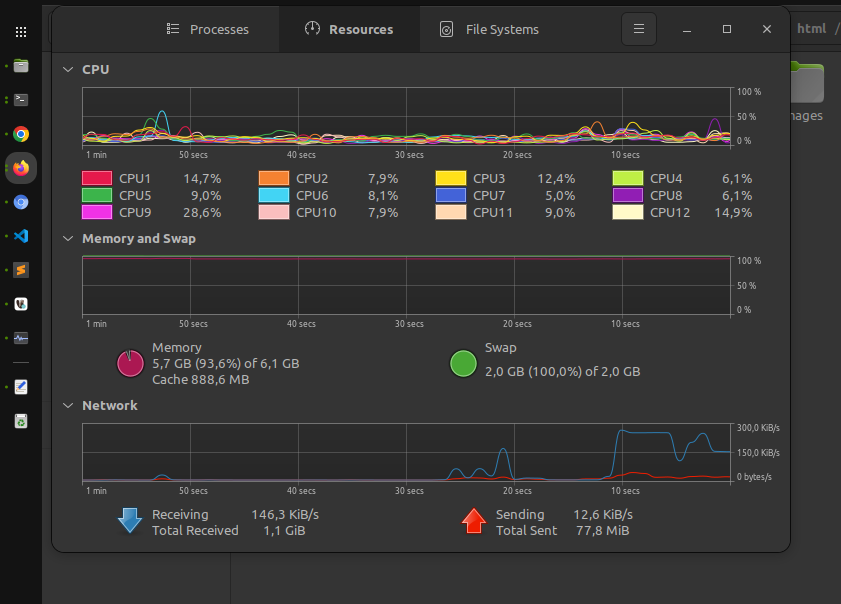 Processes Resources File Systems
html /
CPU
100 %
50 %
0 %
1 min 50 secs 40 secs 30 secs 20 secs 10 secs
CPU1 14,7% CPU2 7,9% CPU3 12,4% CPU4 6,1%
CPU5 9,0% CPU6 8,1% CPU7 5,0% CPU8 6,1%
CPU9 28,6% CPU10 7,9% CPU11 9,0% CPU12 14,9%
mages
Memory and Swap
100 %
50 %
0 %
1 min 50 secs 40 secs 30 secs 20 secs 10 secs
Memory
5,7 GB (93,6%) of 6,1 GB
Cache 888,6 MB
Swap
2,0 GB (100,0%) of 2,0 GB
Network
300,0 KiB/s
150,0 KiB/s
0 bytes/s
1 min 50 secs 40 secs 30 secs 20 secs 10 secs
Receiving 146,3 KiB/s
Total Received 1,1 GiB
Sending 12,6 KiB/s
Total Sent 77,8 MiB